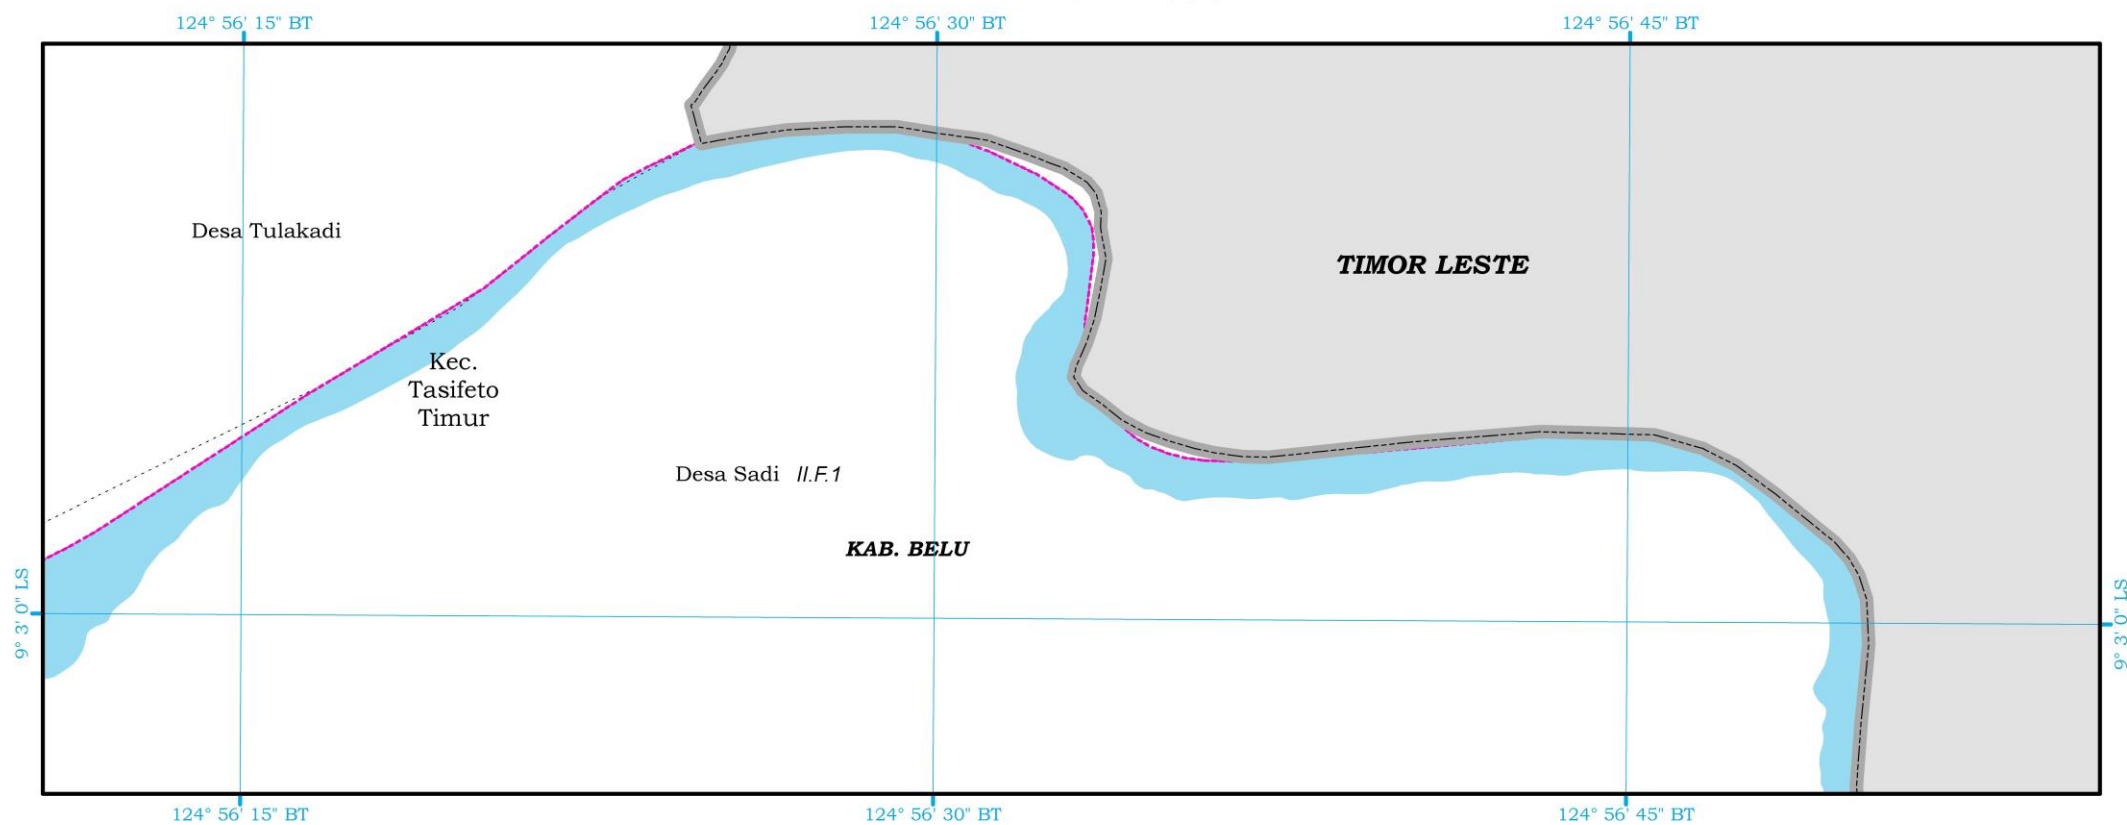 124° 56' 15" BT
124° 56' 30" BT
124° 56' 45" BT
Desa Tulakadi
TIMOR LESTE
Kec.
Tasifeto
Timur
Desa Sadi II.F.1
KAB. BELU
9° 3' 0" LS
9° 3' 0" LS
124° 56' 15" BT
124° 56' 30" BT
124° 56' 45" BT